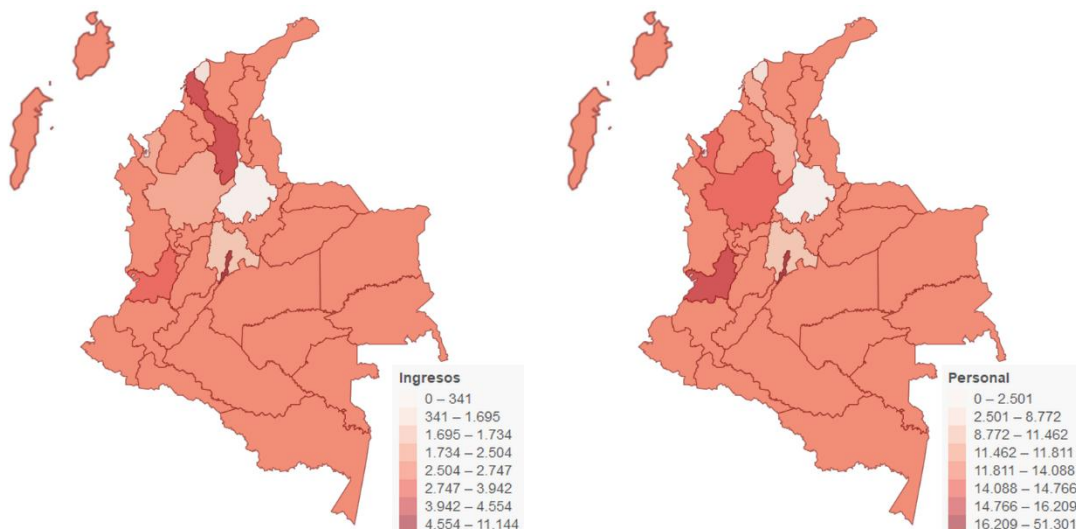 Ingresos
0 – 341
341 – 1.695
1.695 – 1.734
1.734 – 2.504
2.504 – 2.747
2.747 – 3.942
3.942 – 4.554
4.554 – 11.144
Personal
0 – 2.501
2.501 – 8.772
8.772 – 11.462
11.462 – 11.811
11.811 – 14.088
14.088 – 14.766
14.766 – 16.209
16.209 – 51.301